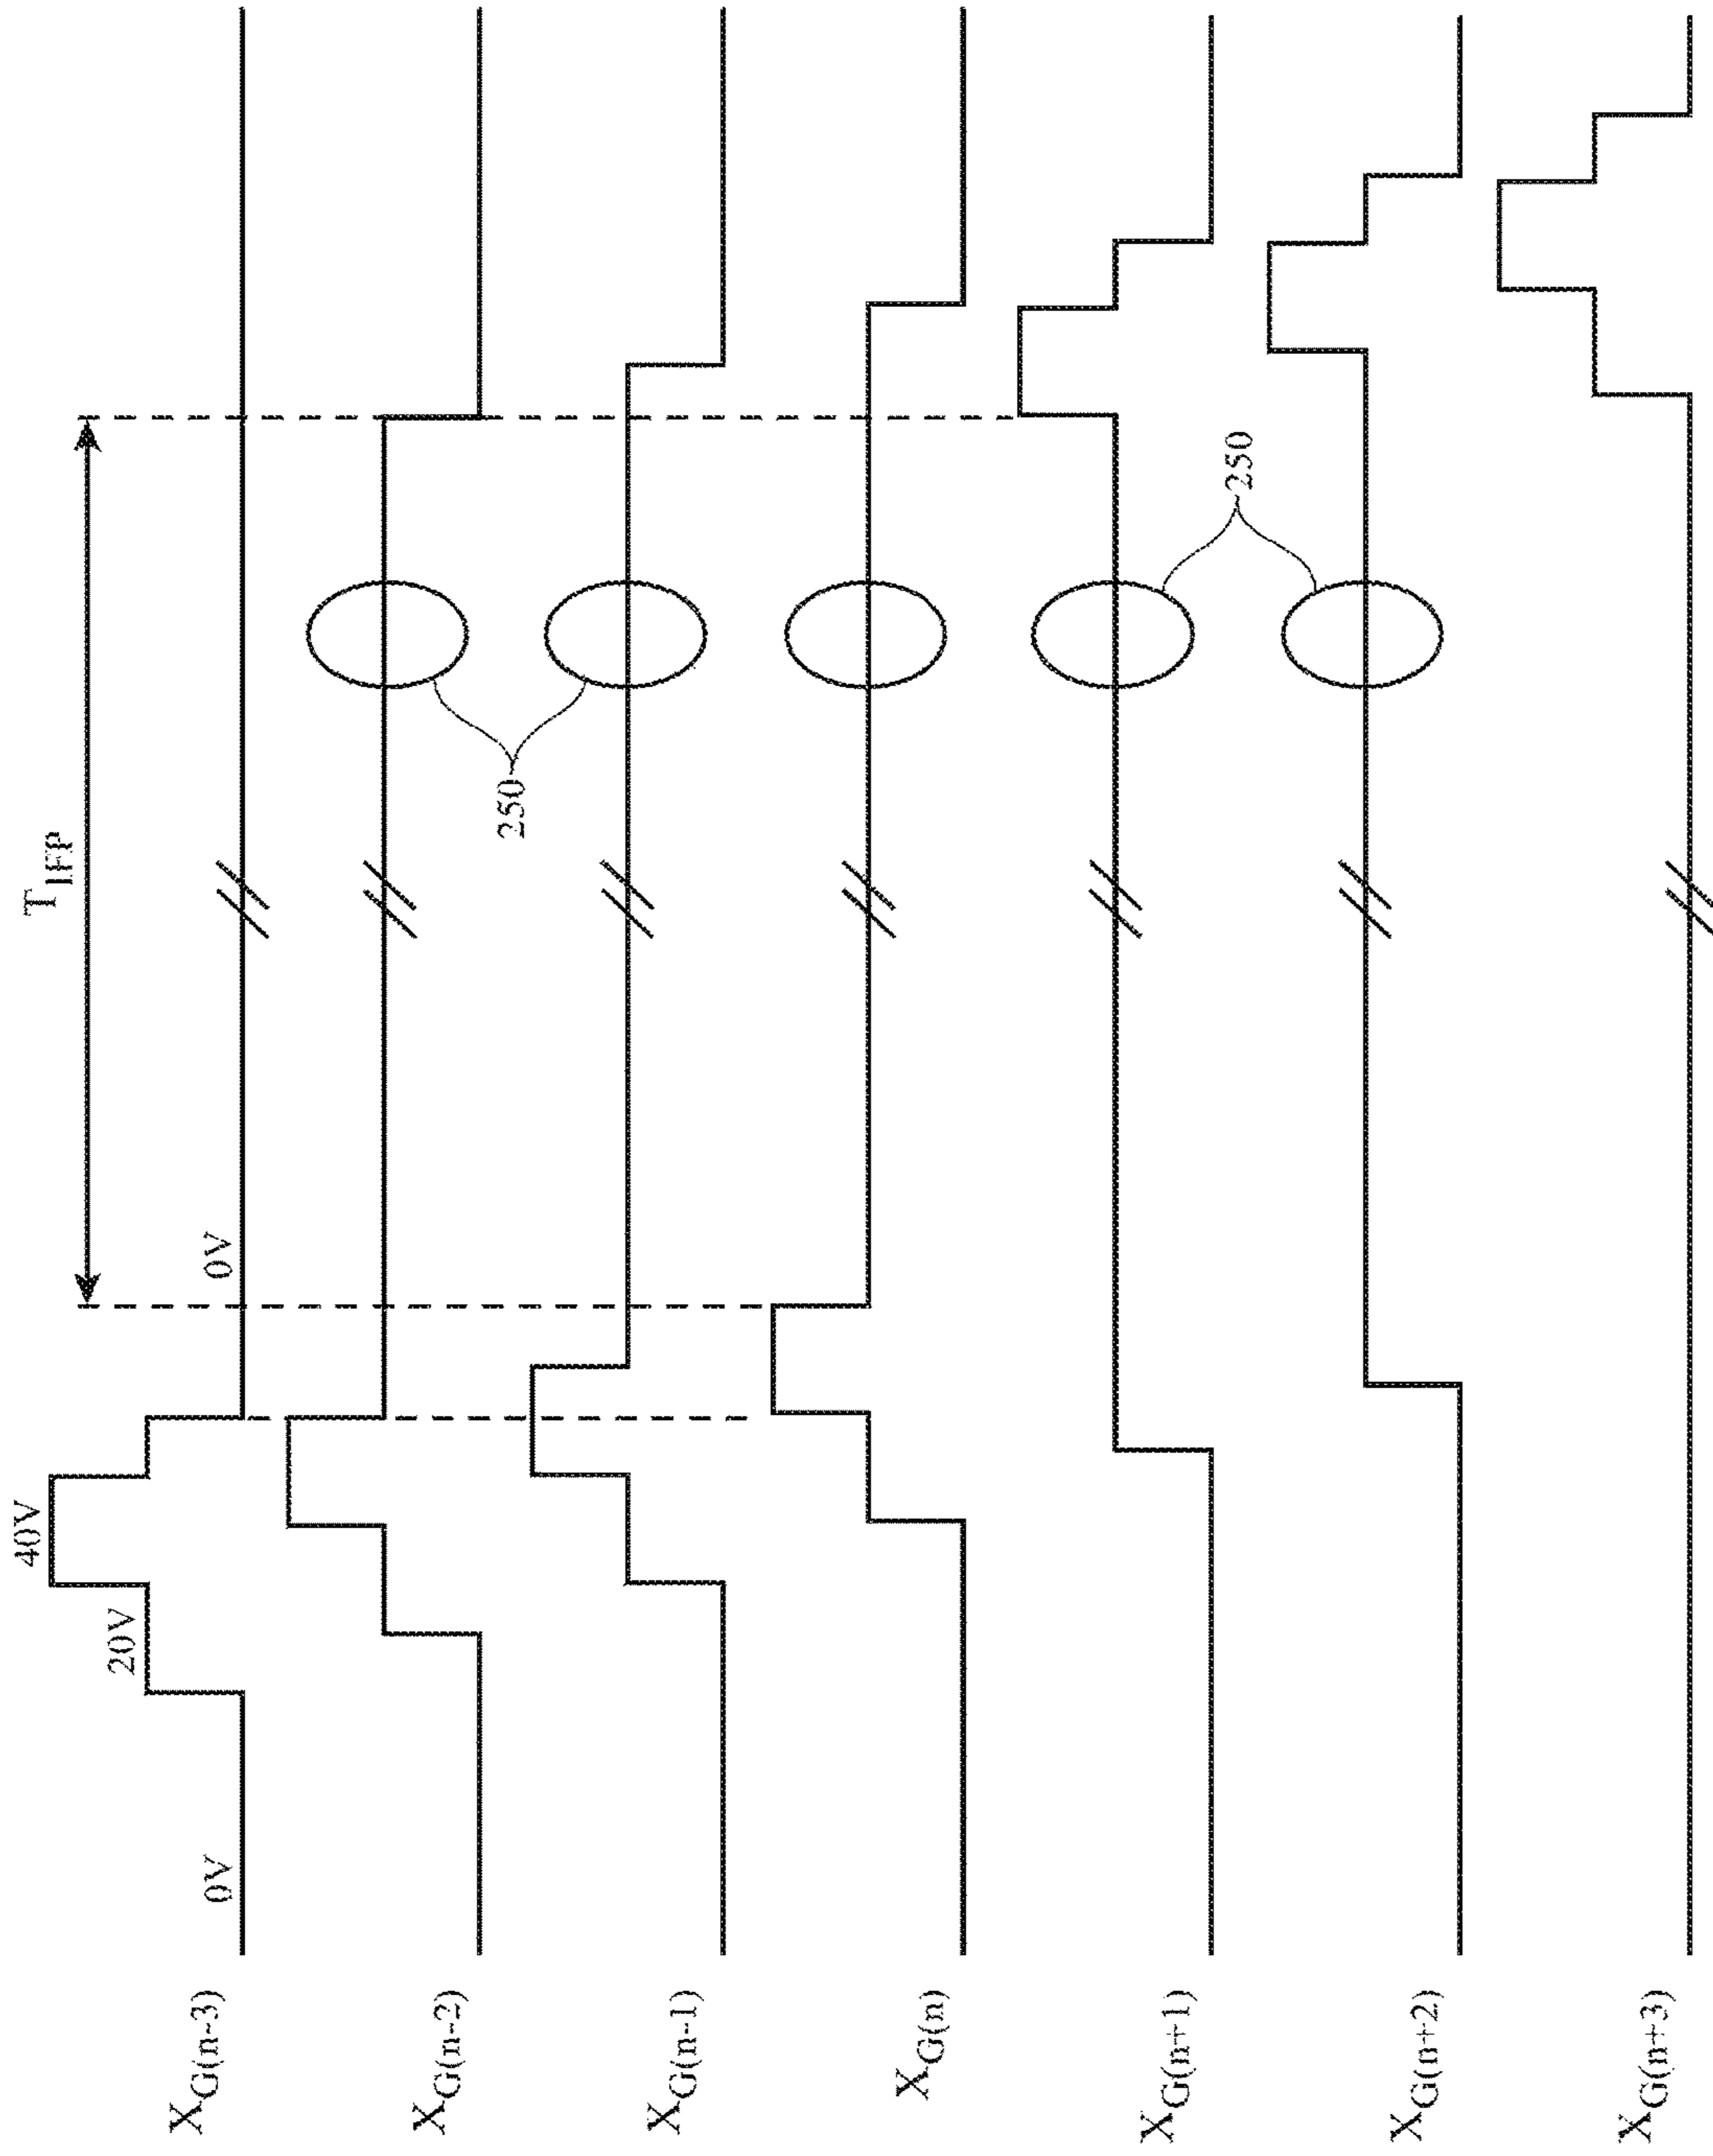 T_IFP
X_G(n-3)
0V
20V
40V
0V
X_G(n-2)
250
X_G(n-1)
X_G(n)
X_G(n+1)
250
X_G(n+2)
X_G(n+3)